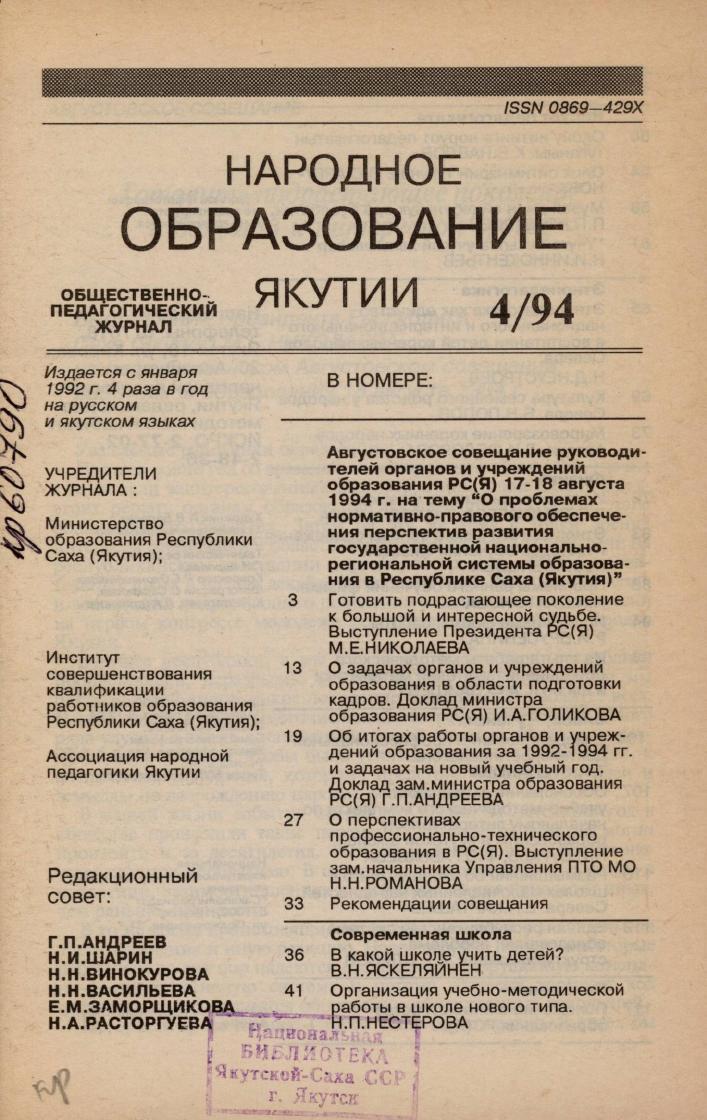 ISSN 0869—429X
НАРОДНОЕ
ОБРАЗОВАНИЕ
ЯКУТИИ 4/94
ОБЩЕСТВЕННО-
ПЕДАГОГИЧЕСКИЙ
ЖУРНАЛ
Издается с января
1992 г. 4 раза в год
на русском
и якутском языках
УЧРЕДИТЕЛИ
ЖУРНАЛА :
Министерство
образования Республики
Саха (Якутия);
Институт
совершенствования
квалификации
работников образования
Республики Саха (Якутия);
Ассоциация народной
педагогики Якутии
Редакционный
совет:
Г.П.АНДРЕЕВ
Н.И.ШАРИН
Н.Н.ВИНОКУРОВА
Н.Н.ВАСИЛЬЕВА
Е.М.ЗАМОРЩИКОВА
Н.А.РАСТОРГУЕВА
В НОМЕРЕ:
Августовское совещание руководи-
телей органов и учреждений
образования РС(Я) 17-18 августа
1994 г. на тему "О проблемах
нормативно-правового обеспече-
ния перспектив развития
государственной национально-
региональной системы образова-
ния в Республике Саха (Якутия)"
3 Готовить подрастающее поколение
к большой и интересной судьбе.
Выступление Президента РС(Я)
М.Е.НИКОЛАЕВА
13 О задачах органов и учреждений
образования в области подготовки
кадров. Доклад министра
образования РС(Я) И.А.ГОЛИКОВА
19 Об итогах работы органов и учреж-
дений образования за 1992-1994 гг.
и задачах на новый учебный год.
Доклад зам.министра образования
РС(Я) Г.П.АНДРЕЕВА
27 О перспективах
профессионально-технического
образования в РС(Я). Выступление
зам.начальника Управления ПТО МО
Н.Н.РОМАНОВА
33 Рекомендации совещания
Современная школа
36 В какой школе учить детей?
В.Н.ЯСКЕЛЯЙНЕН
41 Организация учебно-методической
работы в школе нового типа.
Н.П.НЕСТЕРОВА
Национальная
БИБЛИОТЕКА
Якутской-Саха ССР
г. Якутск
кр60790
кр